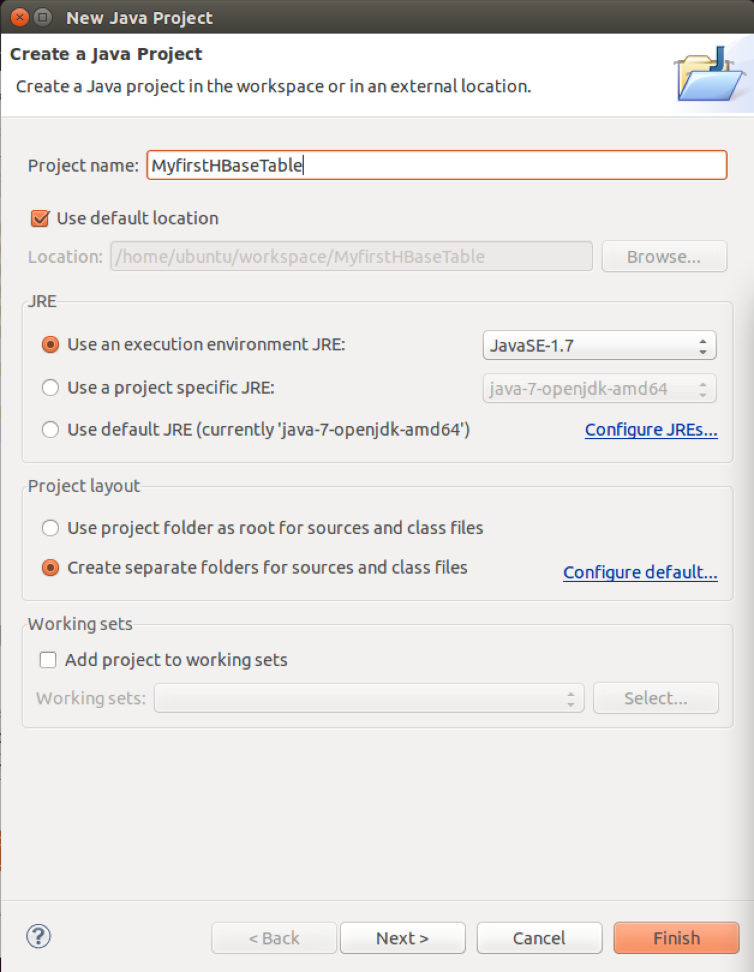 New Java Project
Create a Java Project
Create a Java project in the workspace or in an external location.
Project name: MyfirstHBaseTable
Use default location
Location: /home/ubuntu/workspace/MyfirstHBaseTable Browse...
JRE
Use an execution environment JRE: JavaSE-1.7
Use a project specific JRE: java-7-openjdk-amd64
Use default JRE (currently 'java-7-openjdk-amd64') Configure JREs...
Project layout
Use project folder as root for sources and class files
Create separate folders for sources and class files Configure default...
Working sets
Add project to working sets
Working sets: Select...
? < Back Next > Cancel Finish